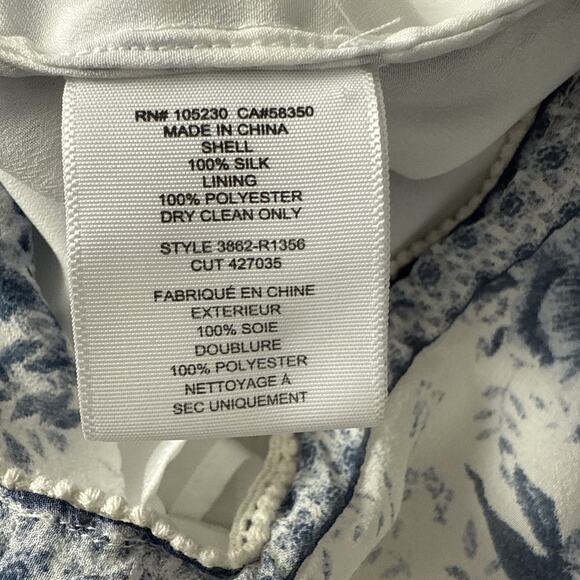 RN# 105230 CA#58350
MADE IN CHINA
SHELL
100% SILK
LINING
100% POLYESTER
DRY CLEAN ONLY
STYLE 3862-R1356
CUT 427035
FABRIQUÉ EN CHINE
EXTERIEUR
100% SOIE
DOUBLURE
100% POLYESTER
NETTOYAGE À
SEC UNIQUEMENT